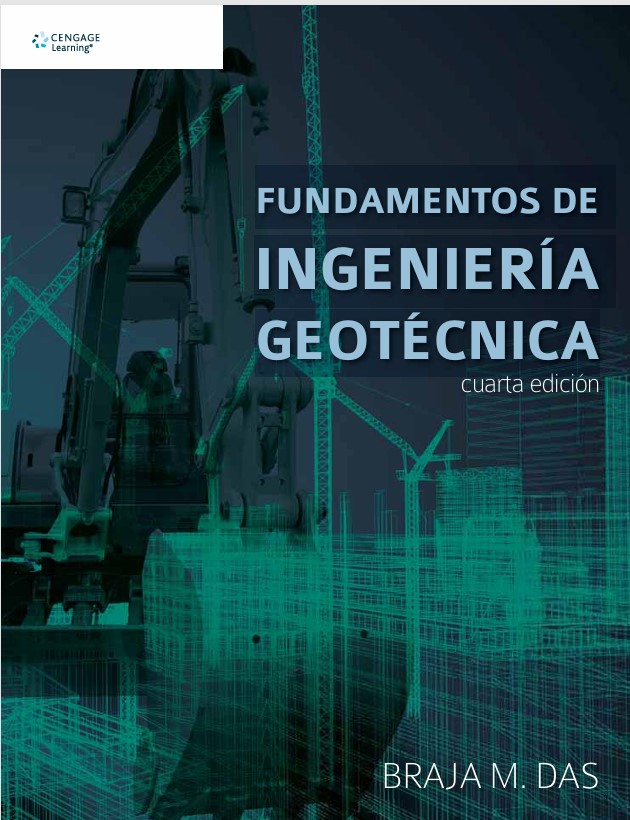 CENGAGE
Learning®
FUNDAMENTOS DE
INGENIERÍA
GEOTÉCNICA
cuarta edición
BRAJA M. DAS